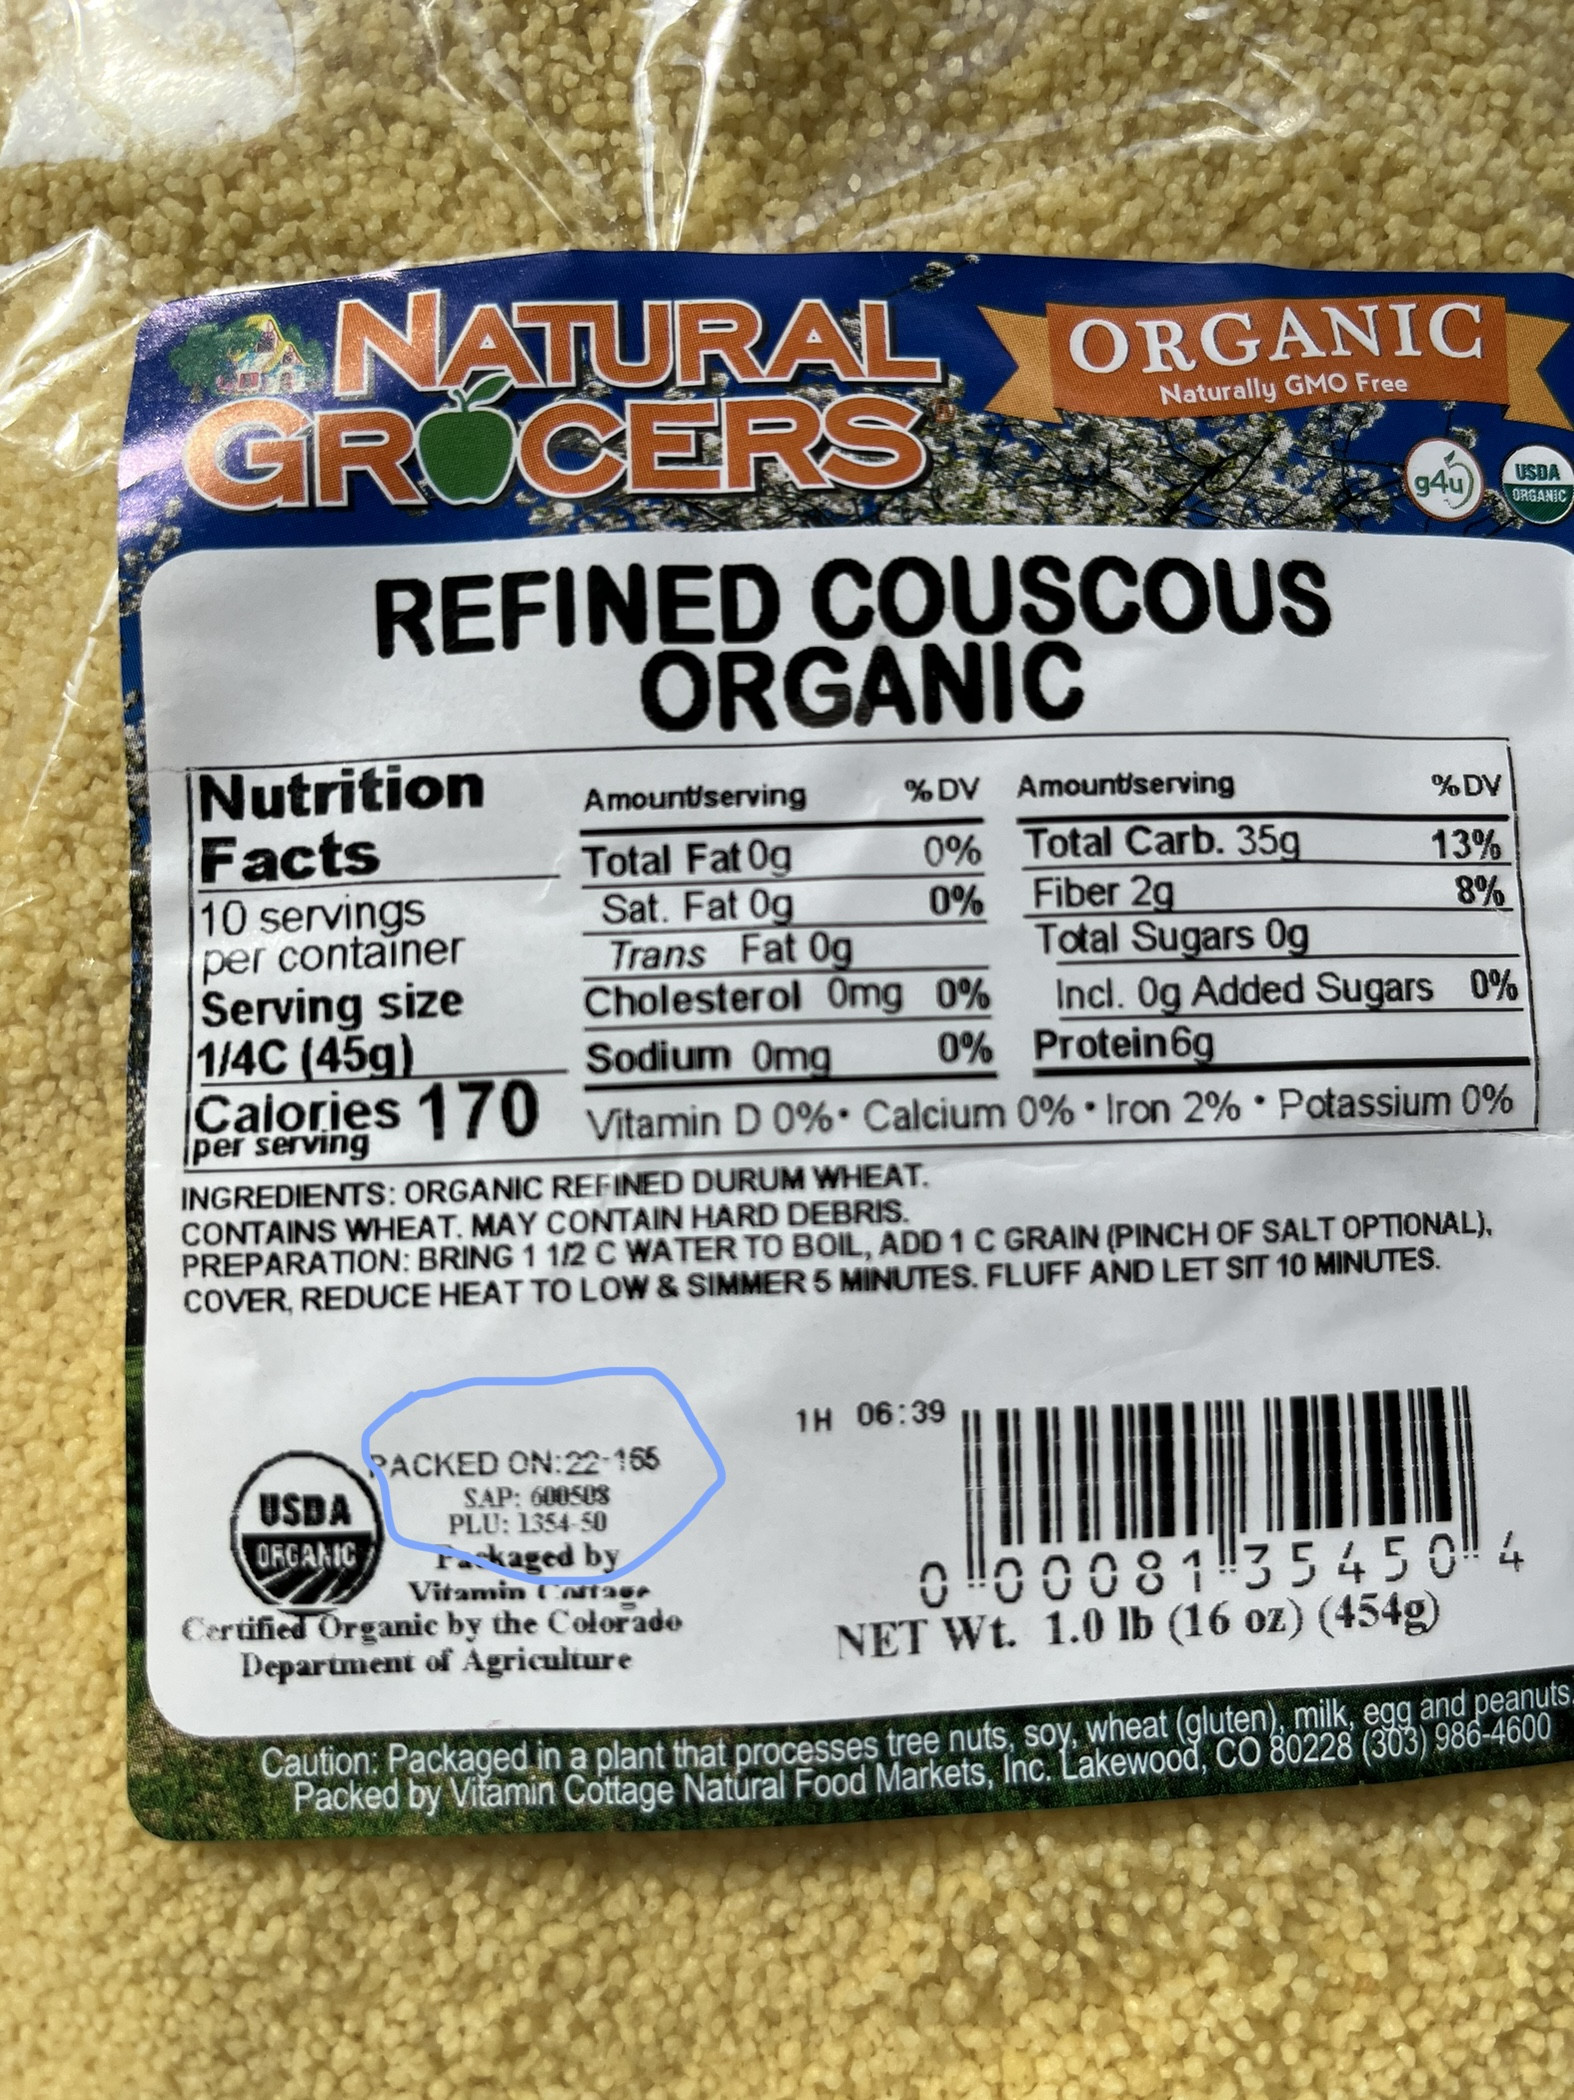 NATURAL
GROCERS
ORGANIC
Naturally GMO Free
g4u
USDA
ORGANIC
REFINED COUSCOUS
ORGANIC
Nutrition
Facts
10 servings
per container
Serving size
1/4C (45g)
Calories 170
per serving
Amount/serving %DV
Total Fat 0g 0%
Sat. Fat 0g 0%
Trans Fat 0g
Cholesterol 0mg 0%
Sodium 0mg 0%
Amount/serving %DV
Total Carb. 35g 13%
Fiber 2g 8%
Total Sugars 0g
Incl. 0g Added Sugars 0%
Protein 6g
Vitamin D 0% • Calcium 0% • Iron 2% • Potassium 0%
INGREDIENTS: ORGANIC REFINED DURUM WHEAT.
CONTAINS WHEAT. MAY CONTAIN HARD DEBRIS.
PREPARATION: BRING 1 1/2 C WATER TO BOIL, ADD 1 C GRAIN (PINCH OF SALT OPTIONAL),
COVER, REDUCE HEAT TO LOW & SIMMER 5 MINUTES. FLUFF AND LET SIT 10 MINUTES.
USDA
ORGANIC
PACKED ON:22-165
SAP: 600508
PLU: 1354-50
Packaged by
Vitamin Cottage
Certified Organic by the Colorado
Department of Agriculture
1H 06:39
0 00081 35450 4
NET Wt. 1.0 lb (16 oz) (454g)
Caution: Packaged in a plant that processes tree nuts, soy, wheat (gluten), milk, egg and peanuts.
Packed by Vitamin Cottage Natural Food Markets, Inc. Lakewood, CO 80228 (303) 986-4600